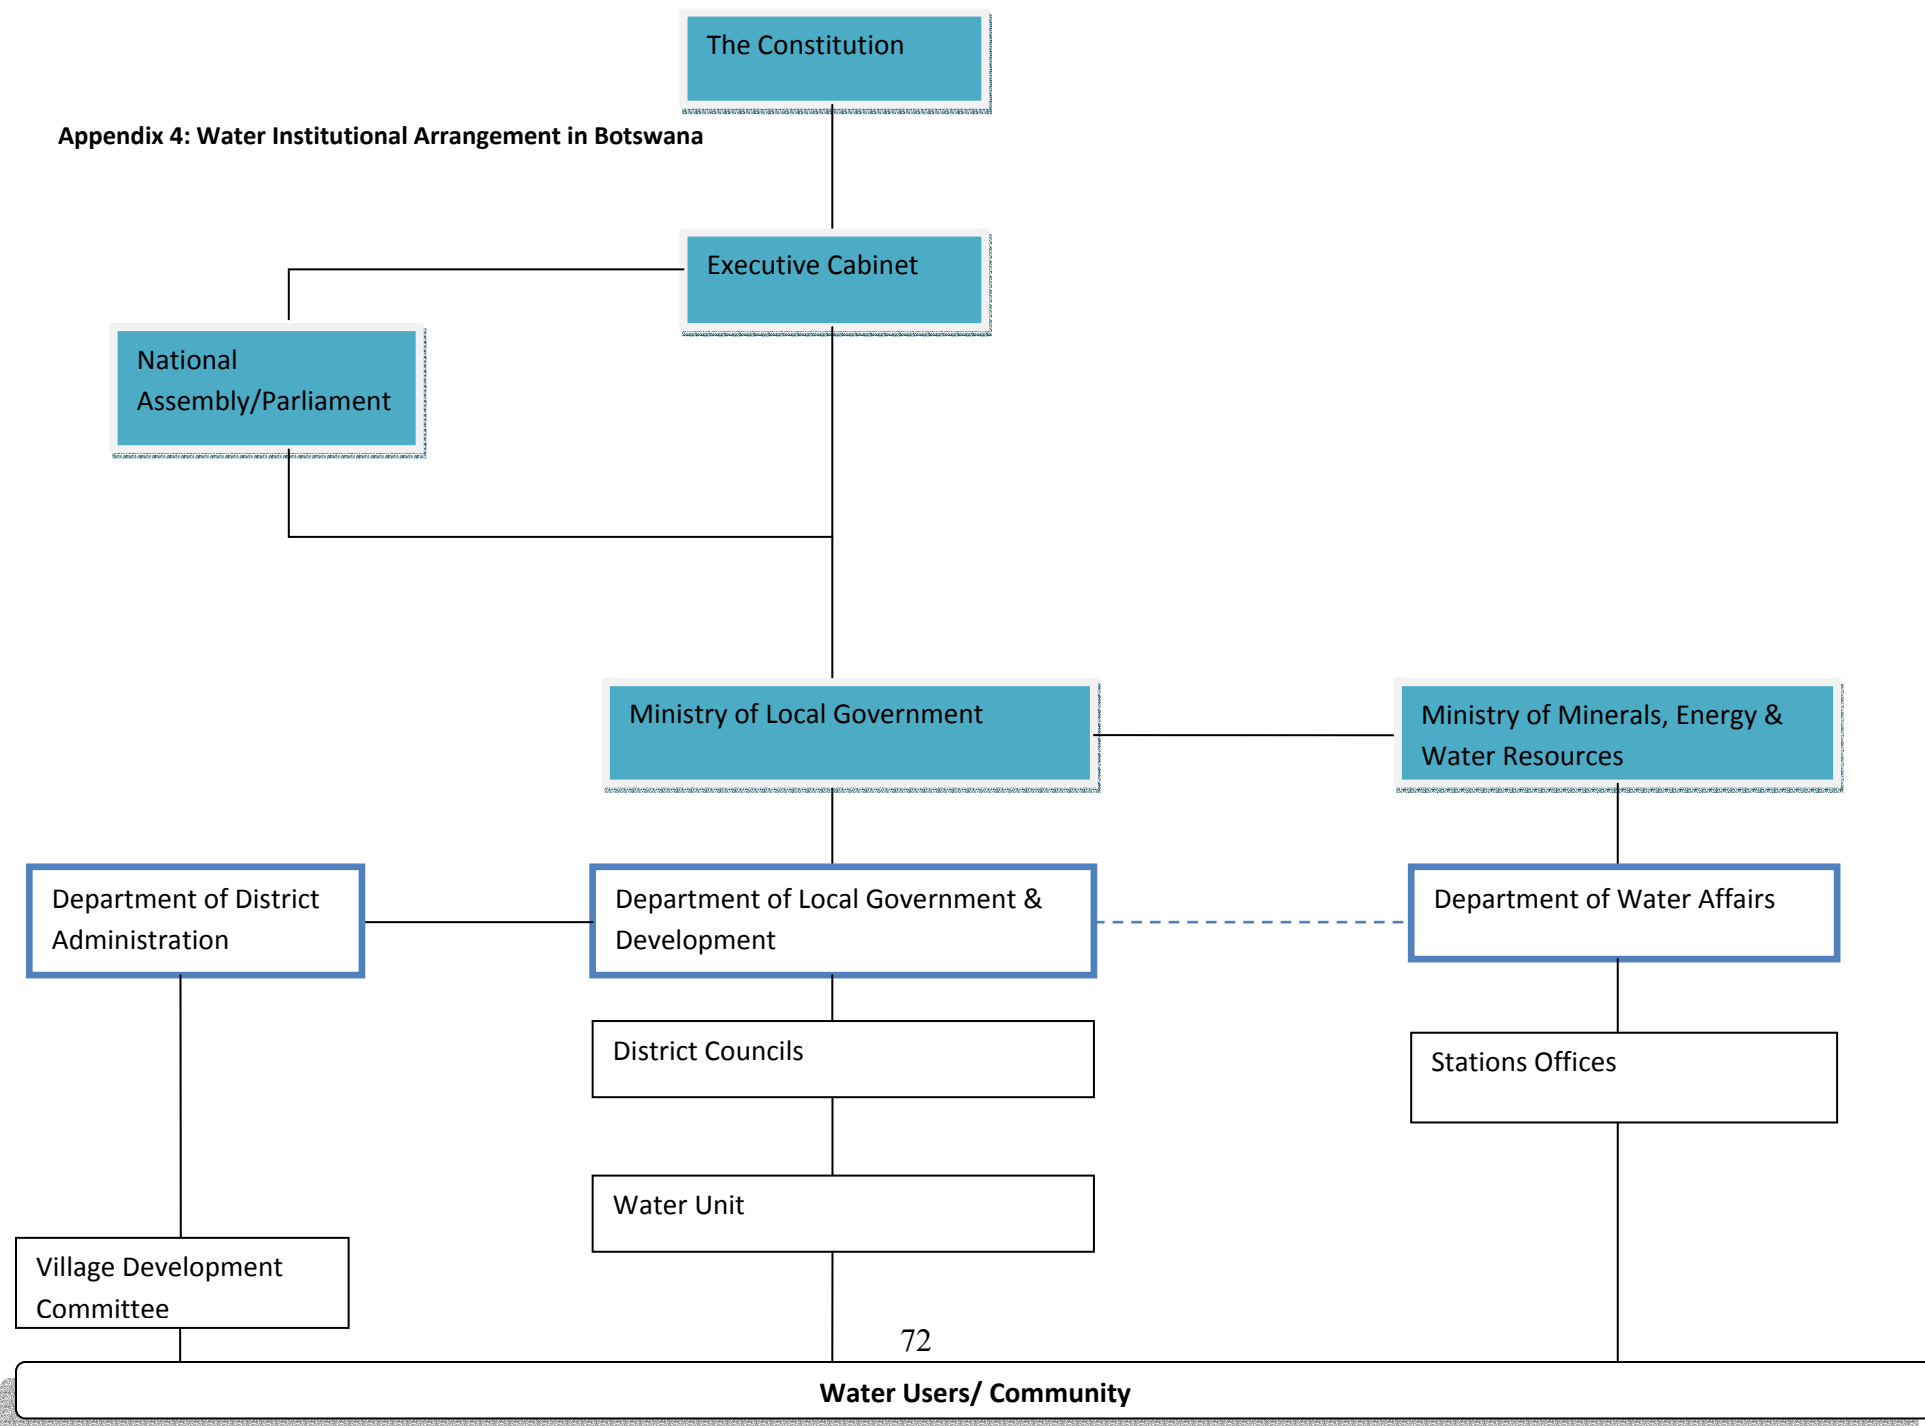 The Constitution
Appendix 4: Water Institutional Arrangement in Botswana
Executive Cabinet
National
Assembly/Parliament
Ministry of Local Government
Ministry of Minerals, Energy &
Water Resources
Department of District
Administration
Department of Local Government &
Development
Department of Water Affairs
District Councils
Stations Offices
Water Unit
Village Development
Committee
72
Water Users/ Community